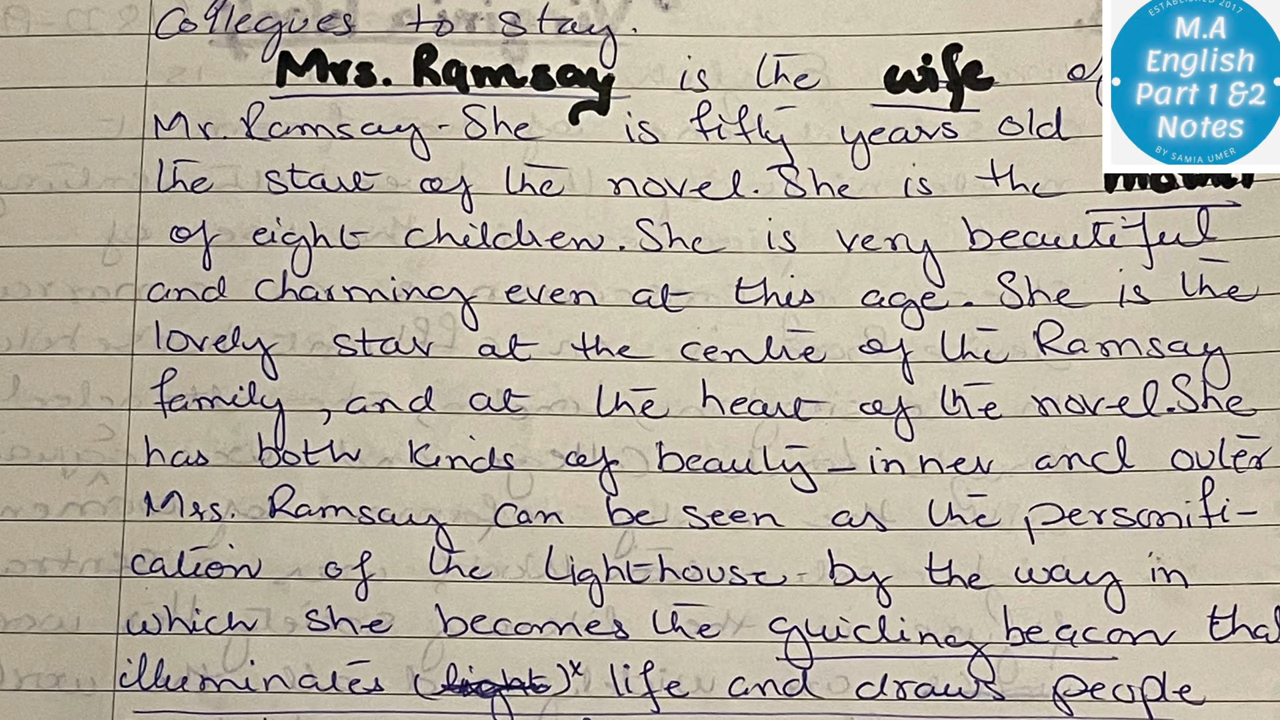 Collegues to stay.
Mrs. Ramsay is the wife of
Mr. Ramsay - She is fifty years old
the start of the novel. She is the mother
of eight children. She is very beautiful
and charming even at this age. She is the
lovely star at the centre of the Ramsay
family, and at the heart of the novel. She
has both kinds of beauty - inner and outer
Mrs. Ramsay can be seen as the personifi-
cation of the lighthouse by the way in
which she becomes the guiding beacon that
illuminates (light)x life and draws people
ESTABLISHED 2017
M.A
English
Part 1 &2
Notes
BY SAMIA UMER